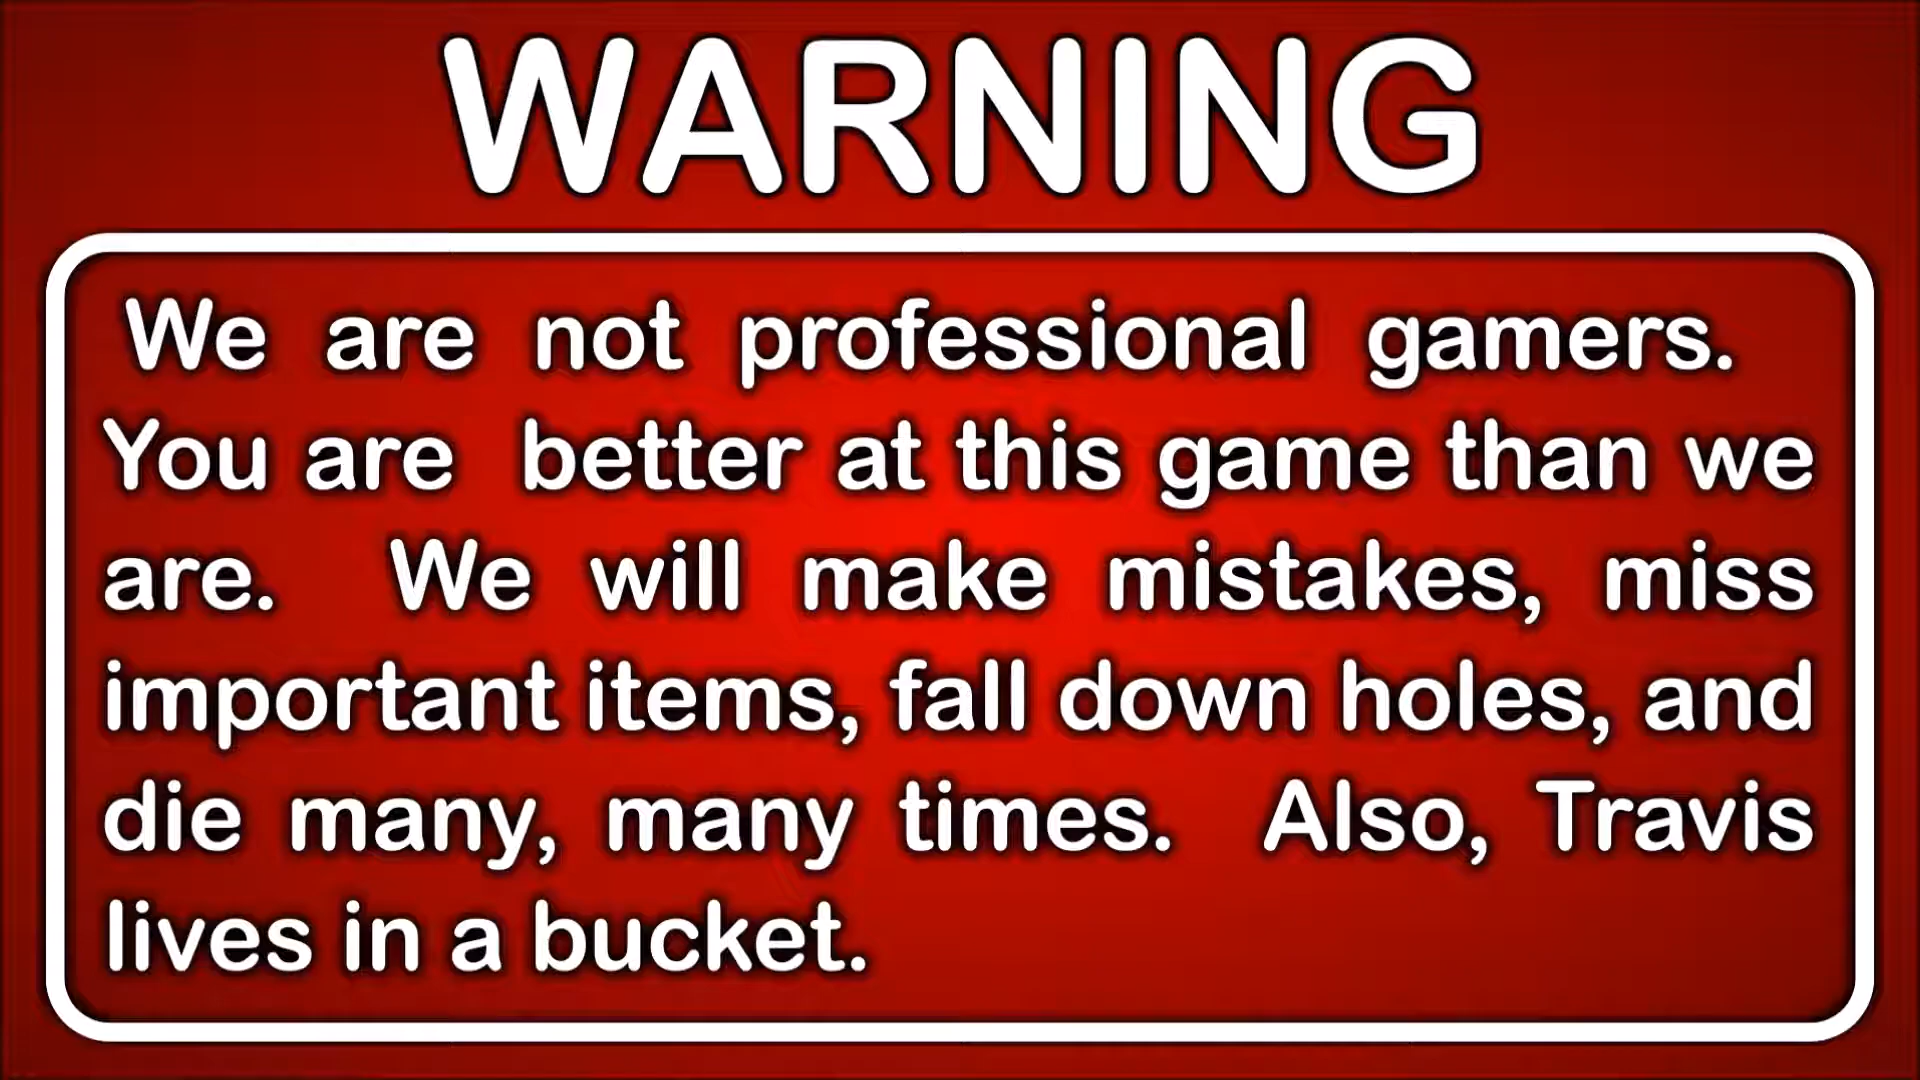 WARNING
We are not professional gamers.
You are better at this game than we
are. We will make mistakes, miss
important items, fall down holes, and
die many, many times. Also, Travis
lives in a bucket.